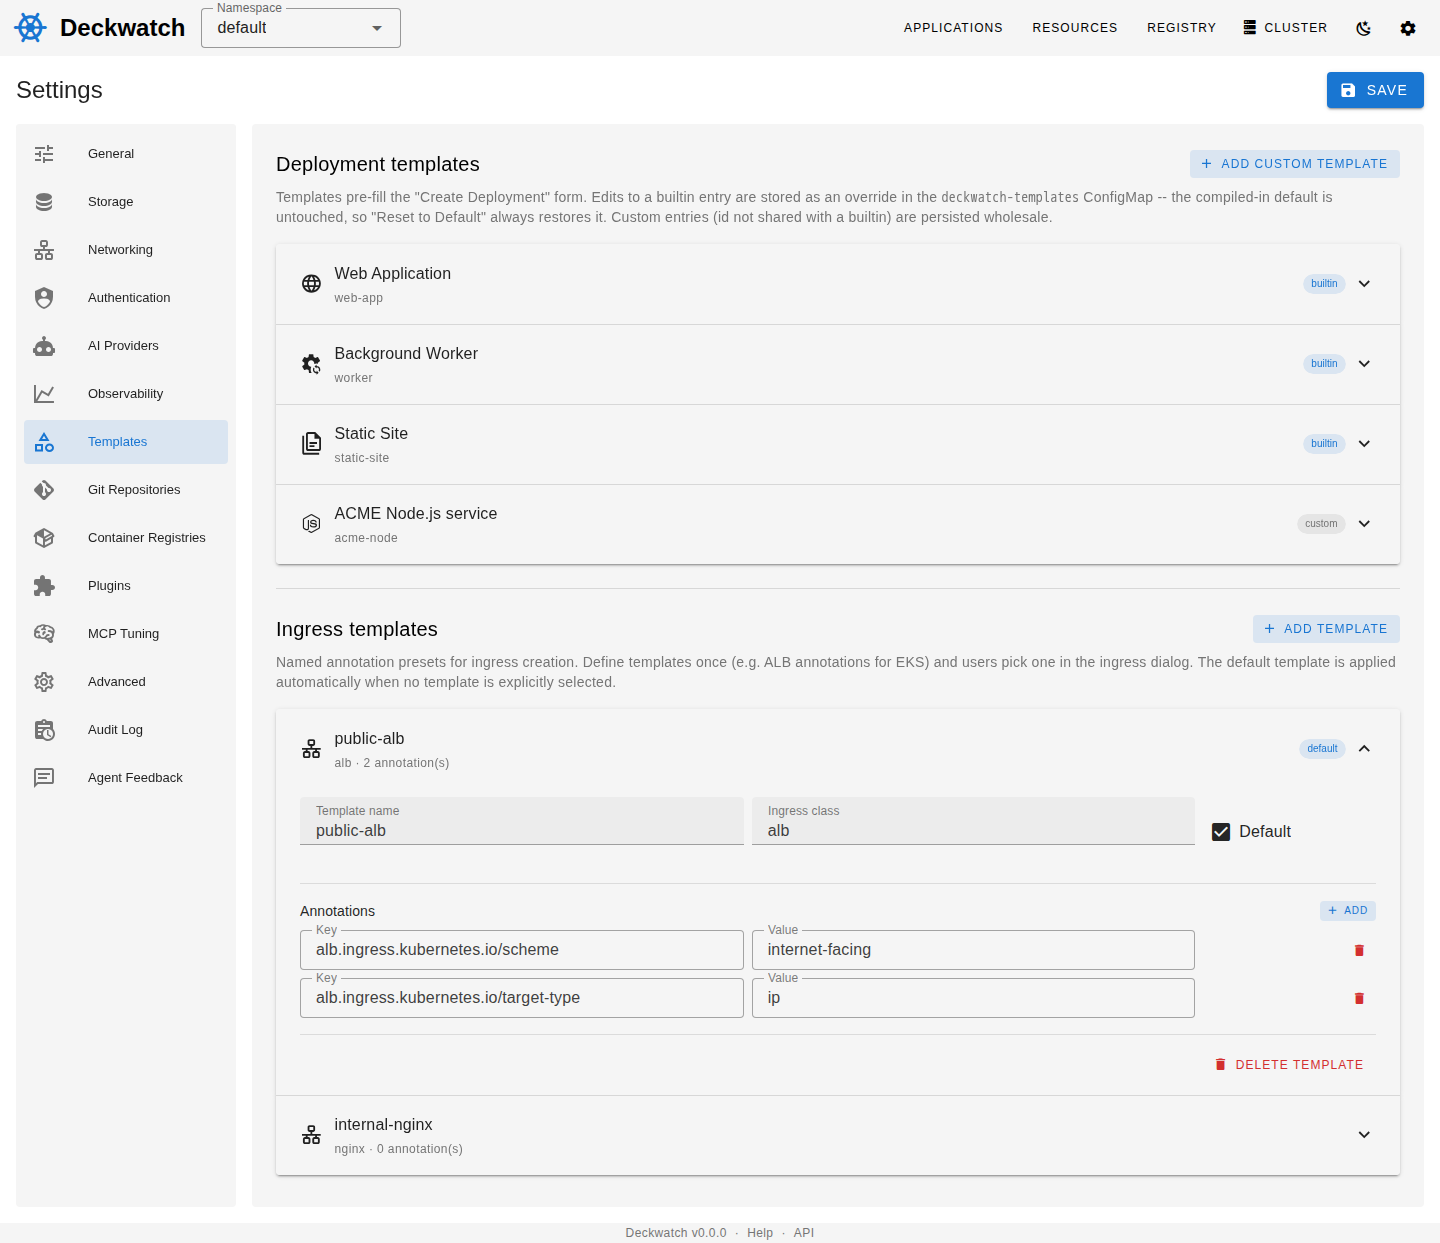 Deckwatch
Namespace
default
APPLICATIONS
RESOURCES
REGISTRY
CLUSTER
Settings
SAVE
General
Storage
Networking
Authentication
AI Providers
Observability
Templates
Git Repositories
Container Registries
Plugins
MCP Tuning
Advanced
Audit Log
Agent Feedback
Deployment templates
ADD CUSTOM TEMPLATE
Templates pre-fill the "Create Deployment" form. Edits to a builtin entry are stored as an override in the deckwatch-templates ConfigMap -- the compiled-in default is
untouched, so "Reset to Default" always restores it. Custom entries (id not shared with a builtin) are persisted wholesale.
Web Application
web-app
builtin
Background Worker
worker
builtin
Static Site
static-site
builtin
ACME Node.js service
acme-node
custom
Ingress templates
ADD TEMPLATE
Named annotation presets for ingress creation. Define templates once (e.g. ALB annotations for EKS) and users pick one in the ingress dialog. The default template is applied
automatically when no template is explicitly selected.
public-alb
alb · 2 annotation(s)
default
Template name
public-alb
Ingress class
alb
Default
Annotations
ADD
Key
alb.ingress.kubernetes.io/scheme
Value
internet-facing
Key
alb.ingress.kubernetes.io/target-type
Value
ip
DELETE TEMPLATE
internal-nginx
nginx · 0 annotation(s)
Deckwatch v0.0.0 · Help · API